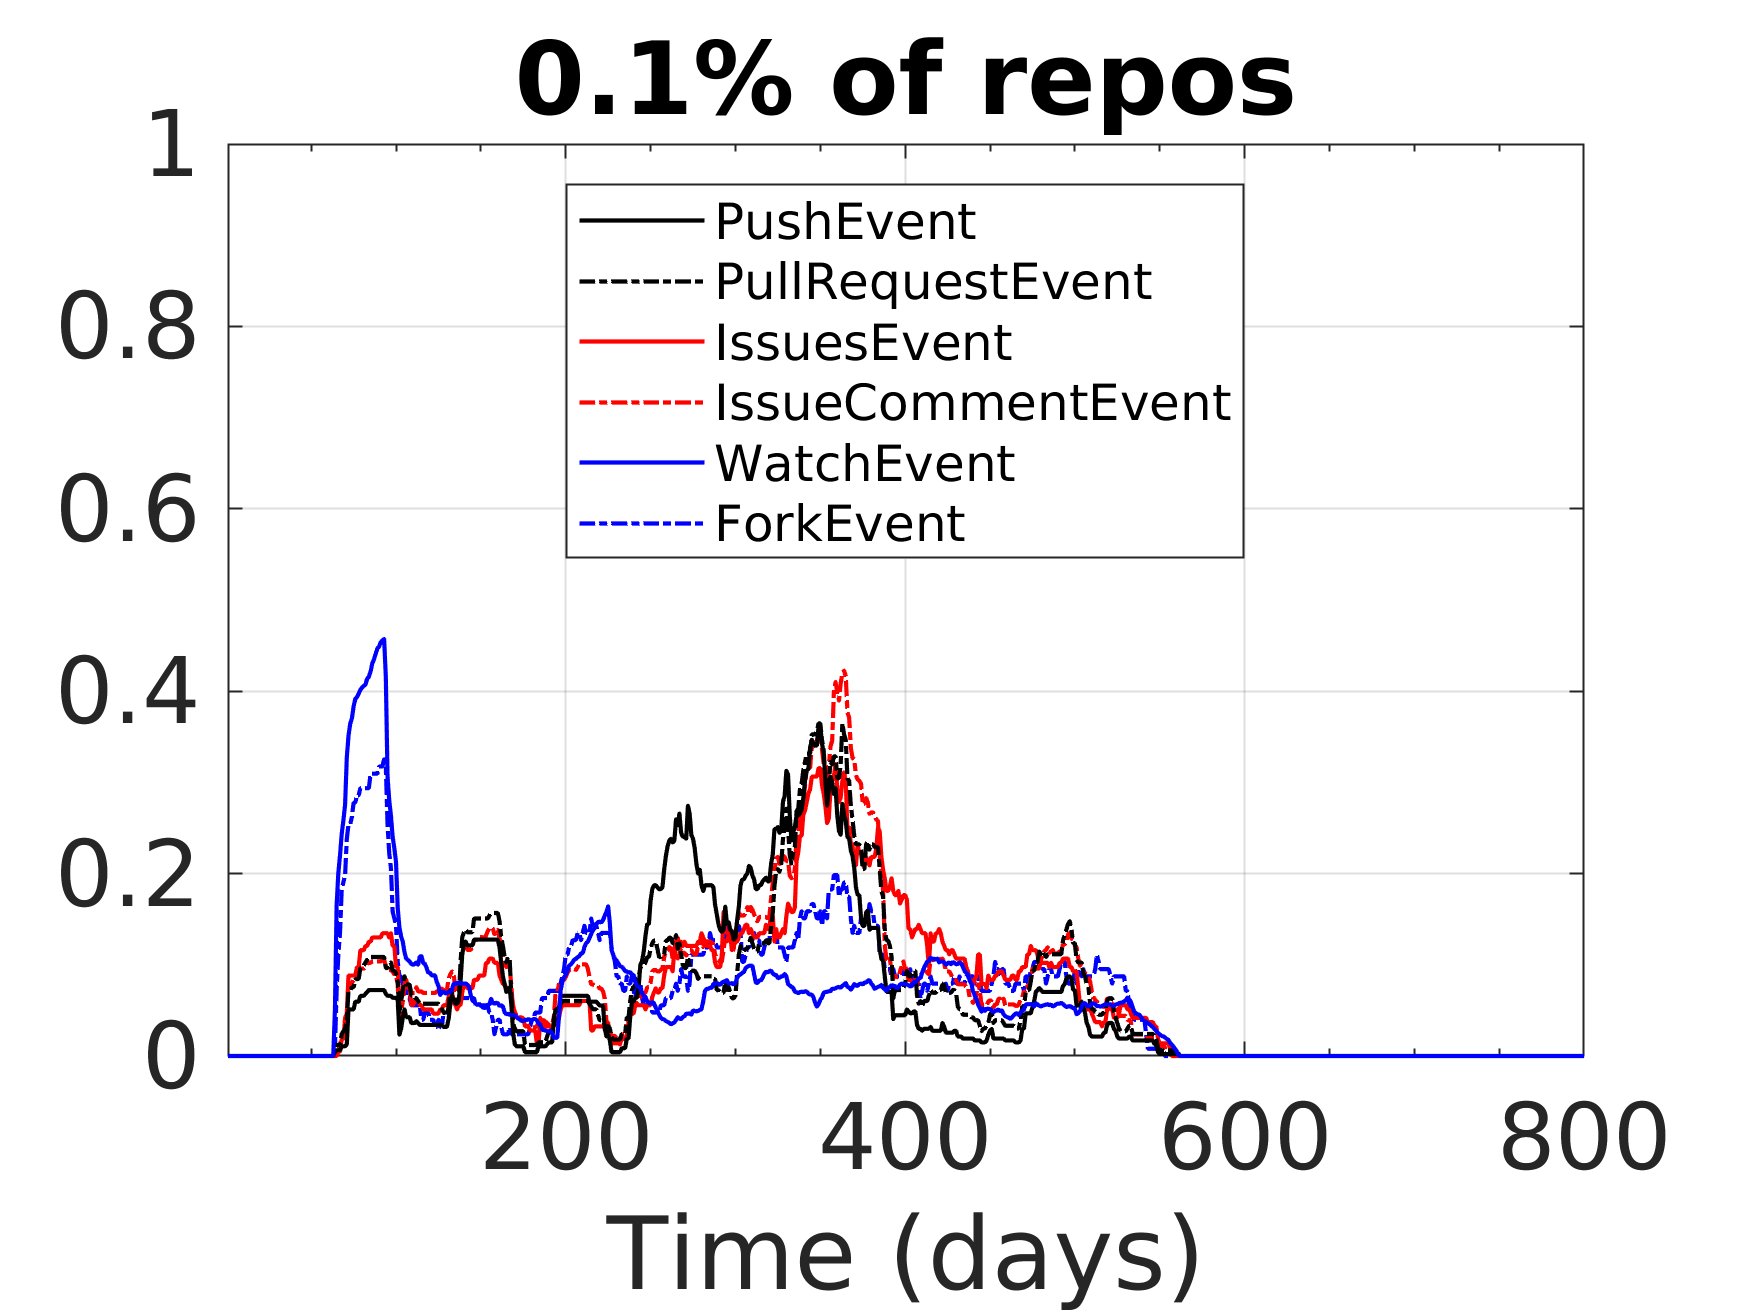 0.1% of repos
1
0.8
0.6
0.4
0.2
0
PushEvent
PullRequestEvent
IssuesEvent
IssueCommentEvent
WatchEvent
ForkEvent
200 400 600 800
Time (days)